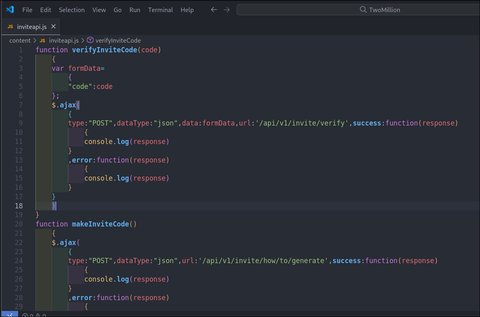 File Edit Selection View Go Run Terminal Help TwoMillion
inviteapi.js
content > inviteapi.js > verifyInviteCode
1 function verifyInviteCode(code)
2 {
3 var formData=
4 {
5 "code":code
6 };
7 $.ajax(
8 {
9 type:"POST",dataType:"json",data:formData,url:'/api/v1/invite/verify',success:function(response)
10 {
11 console.log(response)
12 }
13 ,error:function(response)
14 {
15 console.log(response)
16 }
17 }
18 )
19 }
20 function makeInviteCode()
21 {
22 $.ajax(
23 {
24 type:"POST",dataType:"json",url:'/api/v1/invite/how/to/generate',success:function(response)
25 {
26 console.log(response)
27 }
28 ,error:function(response)
29 {